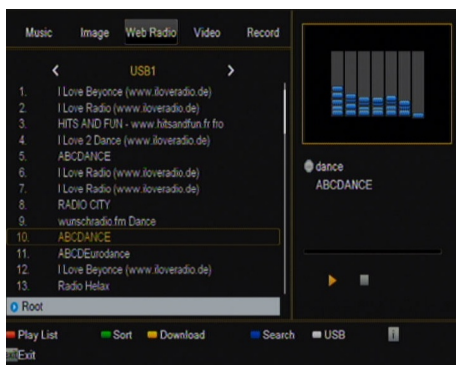 Music Image Web Radio Video Record
USB1
1. I Love Beyonce (www.iloveradio.de)
2. I Love Radio (www.iloveradio.de)
3. HITS AND FUN - www.hitsandfun.fr fro
4. I Love 2 Dance (www.iloveradio.de)
5. ABCDANCE
6. I Love Radio (www.iloveradio.de)
7. I Love Radio (www.iloveradio.de)
8. RADIO CITY
9. wunschradio.fm Dance
10. ABCDANCE
11. ABCDEurodance
12. I Love Beyonce (www.iloveradio.de)
13. Radio Helax
Root
dance
ABCDANCE
Play List Sort Download Search USB i
Exit